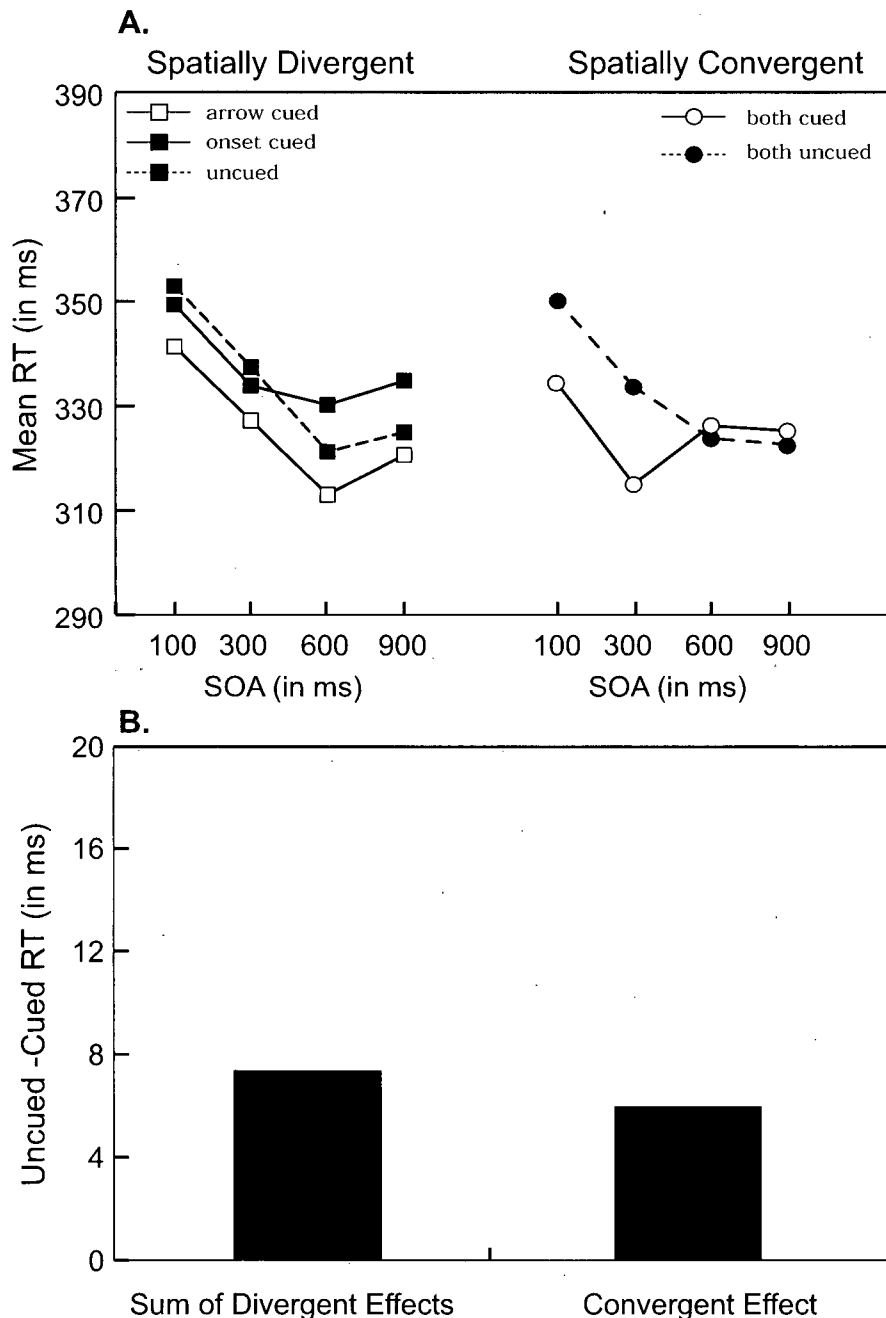 A.
Spatially Divergent
Spatially Convergent
390
370
350
330
310
290
Mean RT (in ms)
arrow cued
onset cued
uncued
both cued
both uncued
100 300 600 900
SOA (in ms)
100 300 600 900
SOA (in ms)
B.
20
16
12
8
4
0
Uncued -Cued RT (in ms)
Sum of Divergent Effects
Convergent Effect